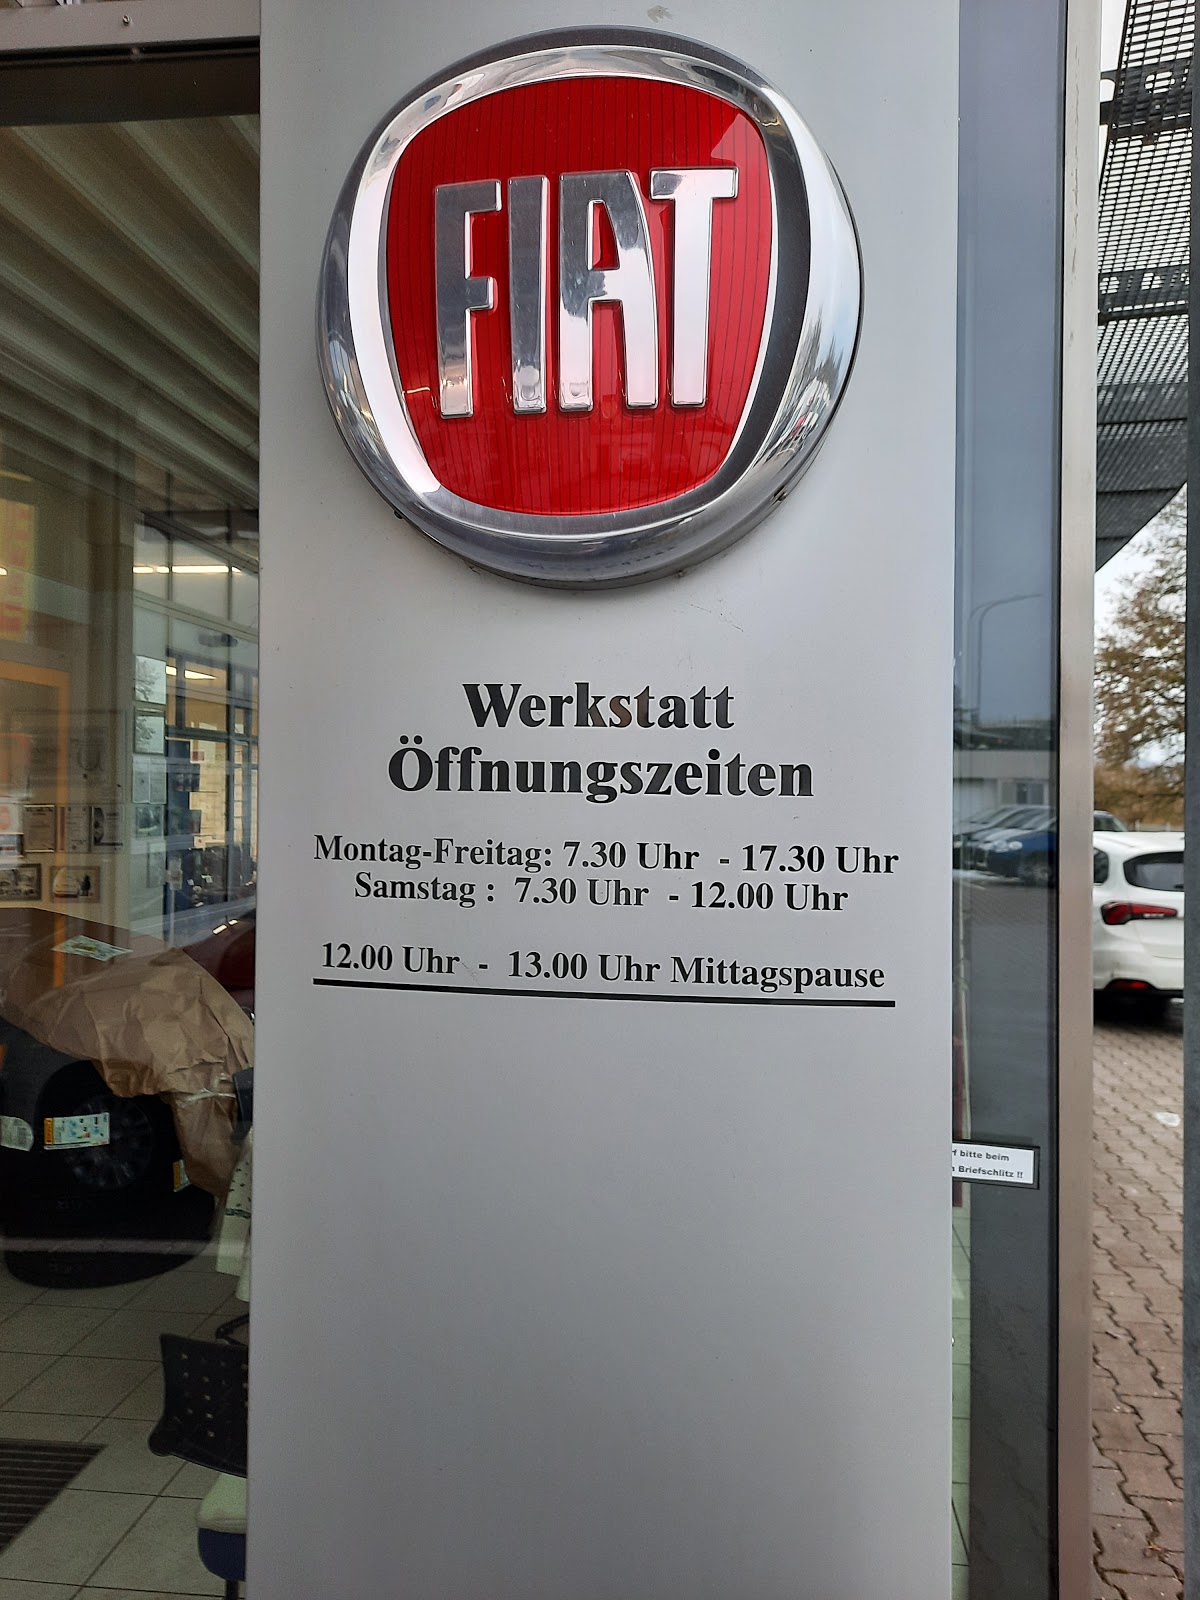 FIAT
Werkstatt
Öffnungszeiten
Montag-Freitag: 7.30 Uhr - 17.30 Uhr
Samstag : 7.30 Uhr - 12.00 Uhr
12.00 Uhr - 13.00 Uhr Mittagspause
bitte beim
Briefschlitz !!